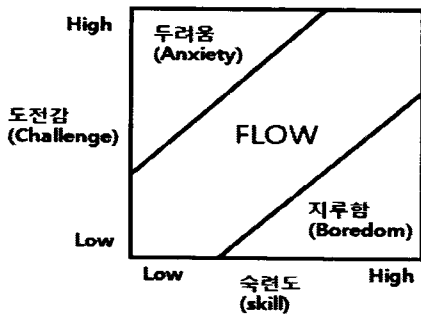 High
두려움
(Anxiety)
도전감
(Challenge)
FLOW
지루함
(Boredom)
Low
Low
숙련도
(skill)
High